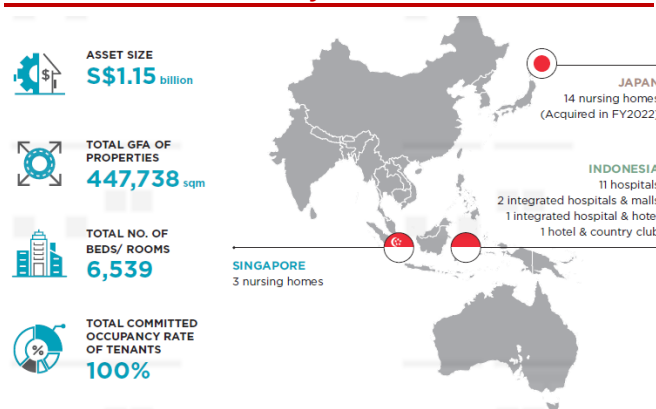 ASSET SIZE
S$1.15 billion
TOTAL GFA OF
PROPERTIES
447,738 sqm
TOTAL NO. OF
BEDS/ ROOMS
6,539
TOTAL COMMITTED
OCCUPANCY RATE
OF TENANTS
100%
JAPAN
14 nursing homes
(Acquired in FY2022)
INDONESIA
11 hospitals
2 integrated hospitals & malls
1 integrated hospital & hotel
1 hotel & country club
SINGAPORE
3 nursing homes